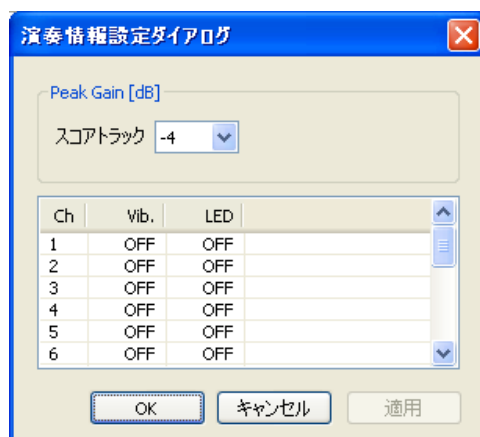 演奏情報設定ダイアログ
Peak Gain [dB]
スコアトラック -4
Ch Vib. LED
1 OFF OFF
2 OFF OFF
3 OFF OFF
4 OFF OFF
5 OFF OFF
6 OFF OFF
OK キャンセル 適用